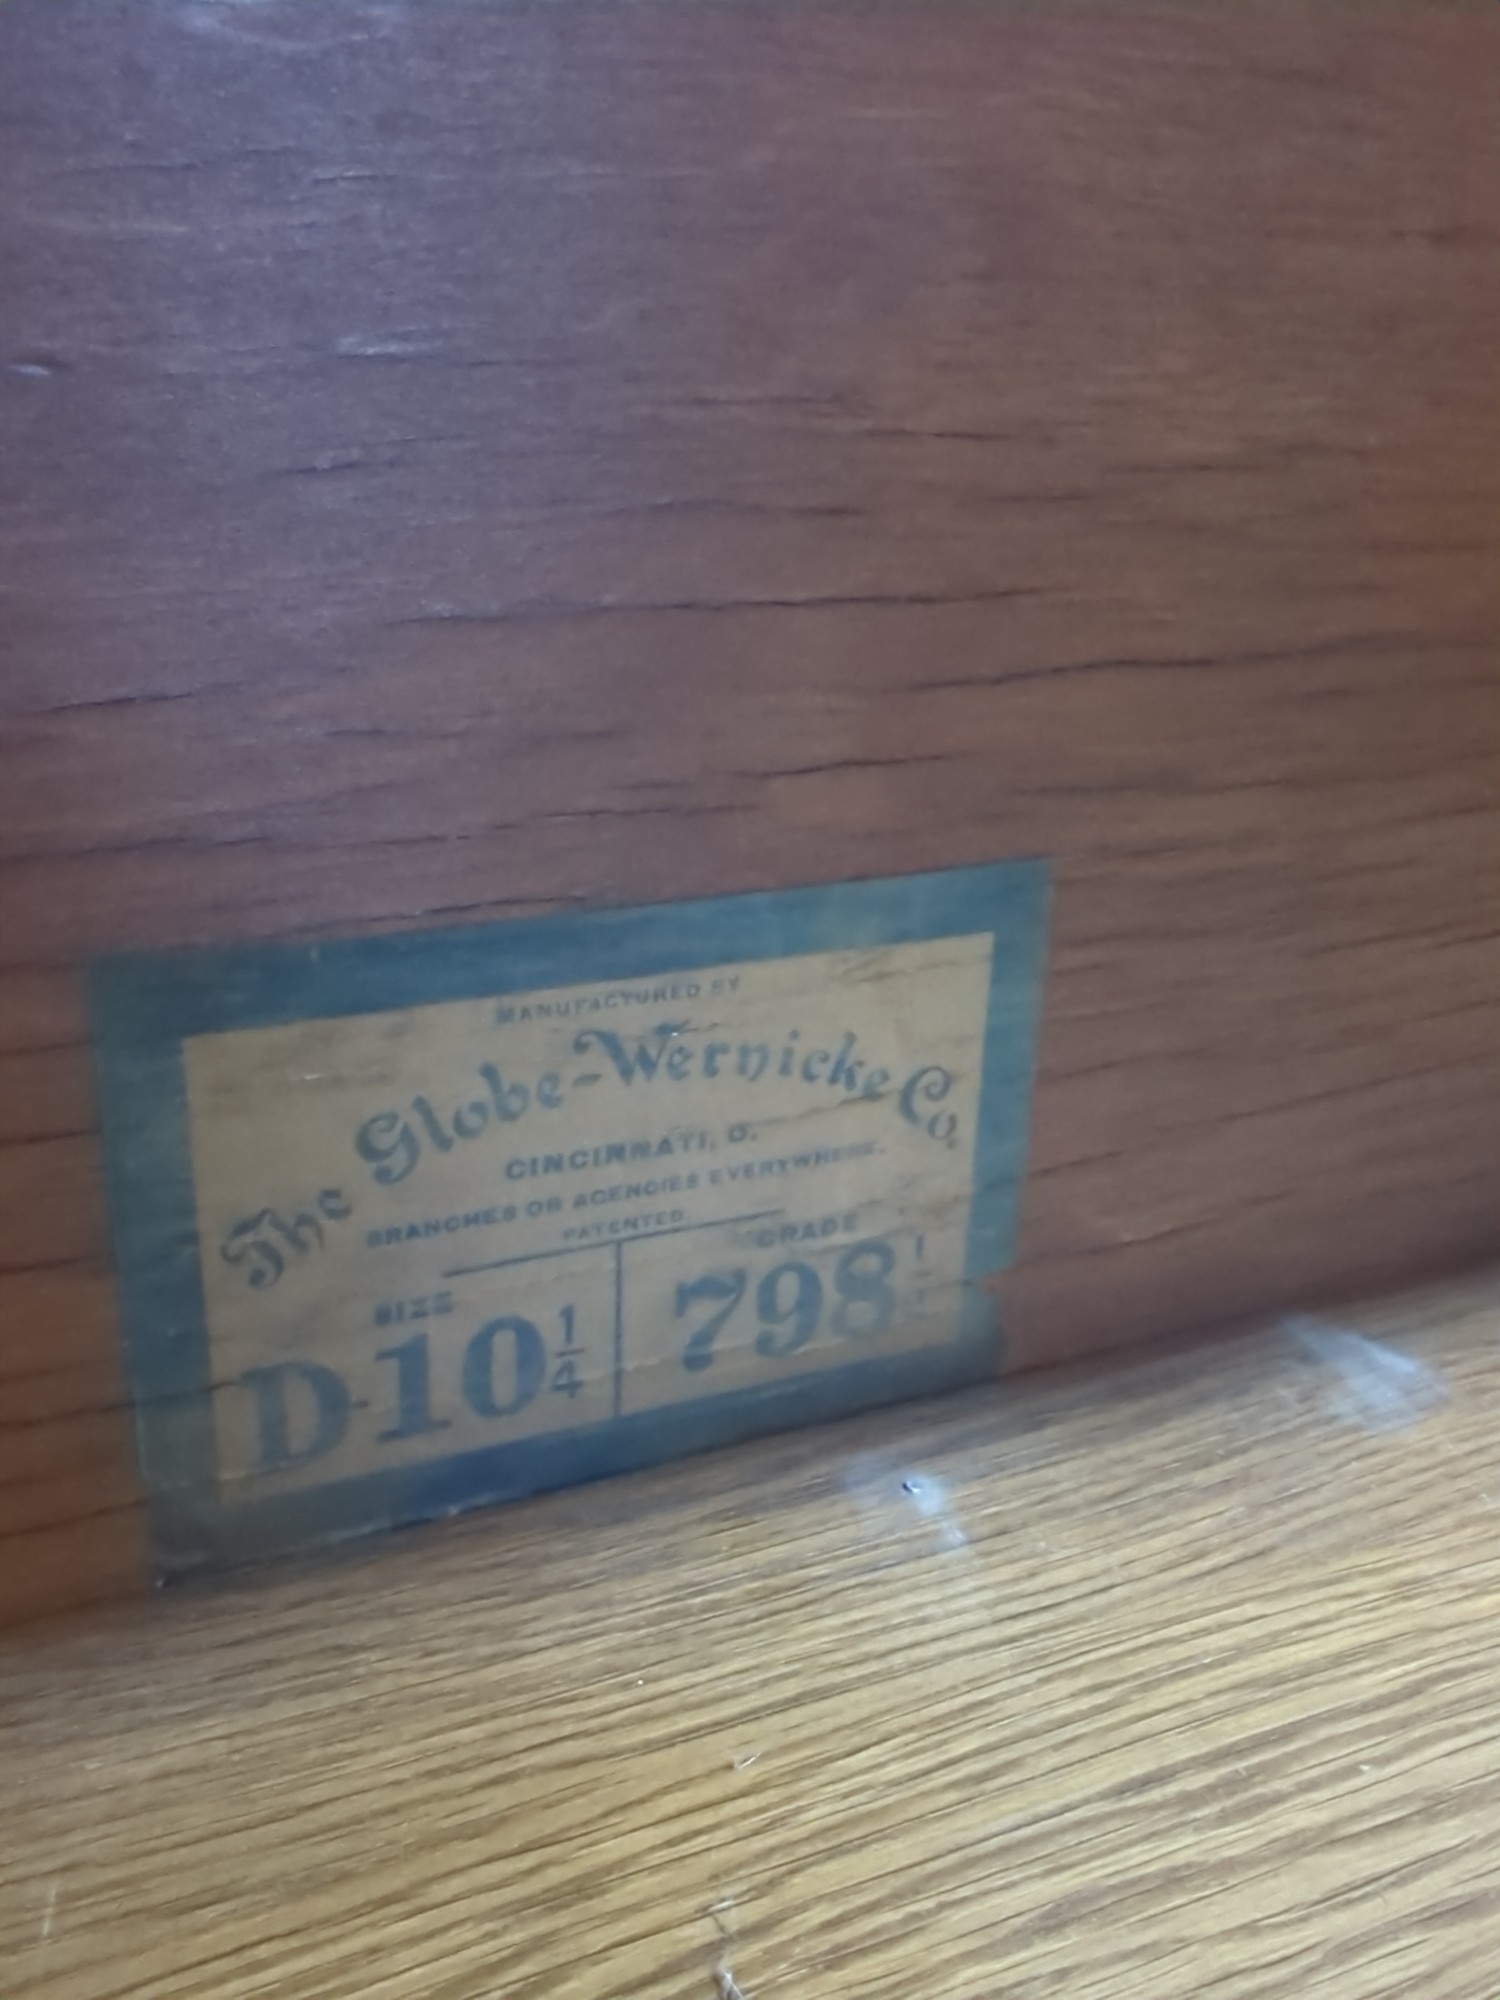 MANUFACTURED BY
The Globe-Wernicke Co.
CINCINNATI, O.
BRANCHES OR AGENCIES EVERYWHERE.
PATENTED
SIZE GRADE
D-10 1/4 798